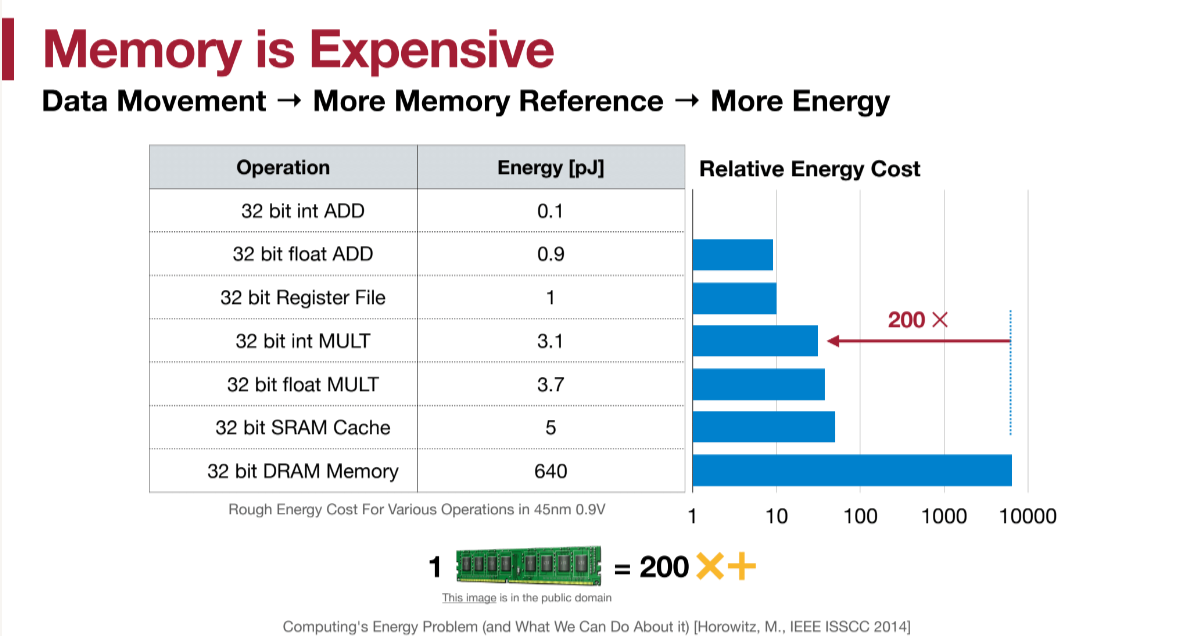 Memory is Expensive
Data Movement → More Memory Reference → More Energy
Operation Energy [pJ] Relative Energy Cost
32 bit int ADD 0.1
32 bit float ADD 0.9
32 bit Register File 1
200 ×
32 bit int MULT 3.1
32 bit float MULT 3.7
32 bit SRAM Cache 5
32 bit DRAM Memory 640
Rough Energy Cost For Various Operations in 45nm 0.9V
1 10 100 1000 10000
1 = 200 ×+
This image is in the public domain
Computing's Energy Problem (and What We Can Do About it) [Horowitz, M., IEEE ISSCC 2014]